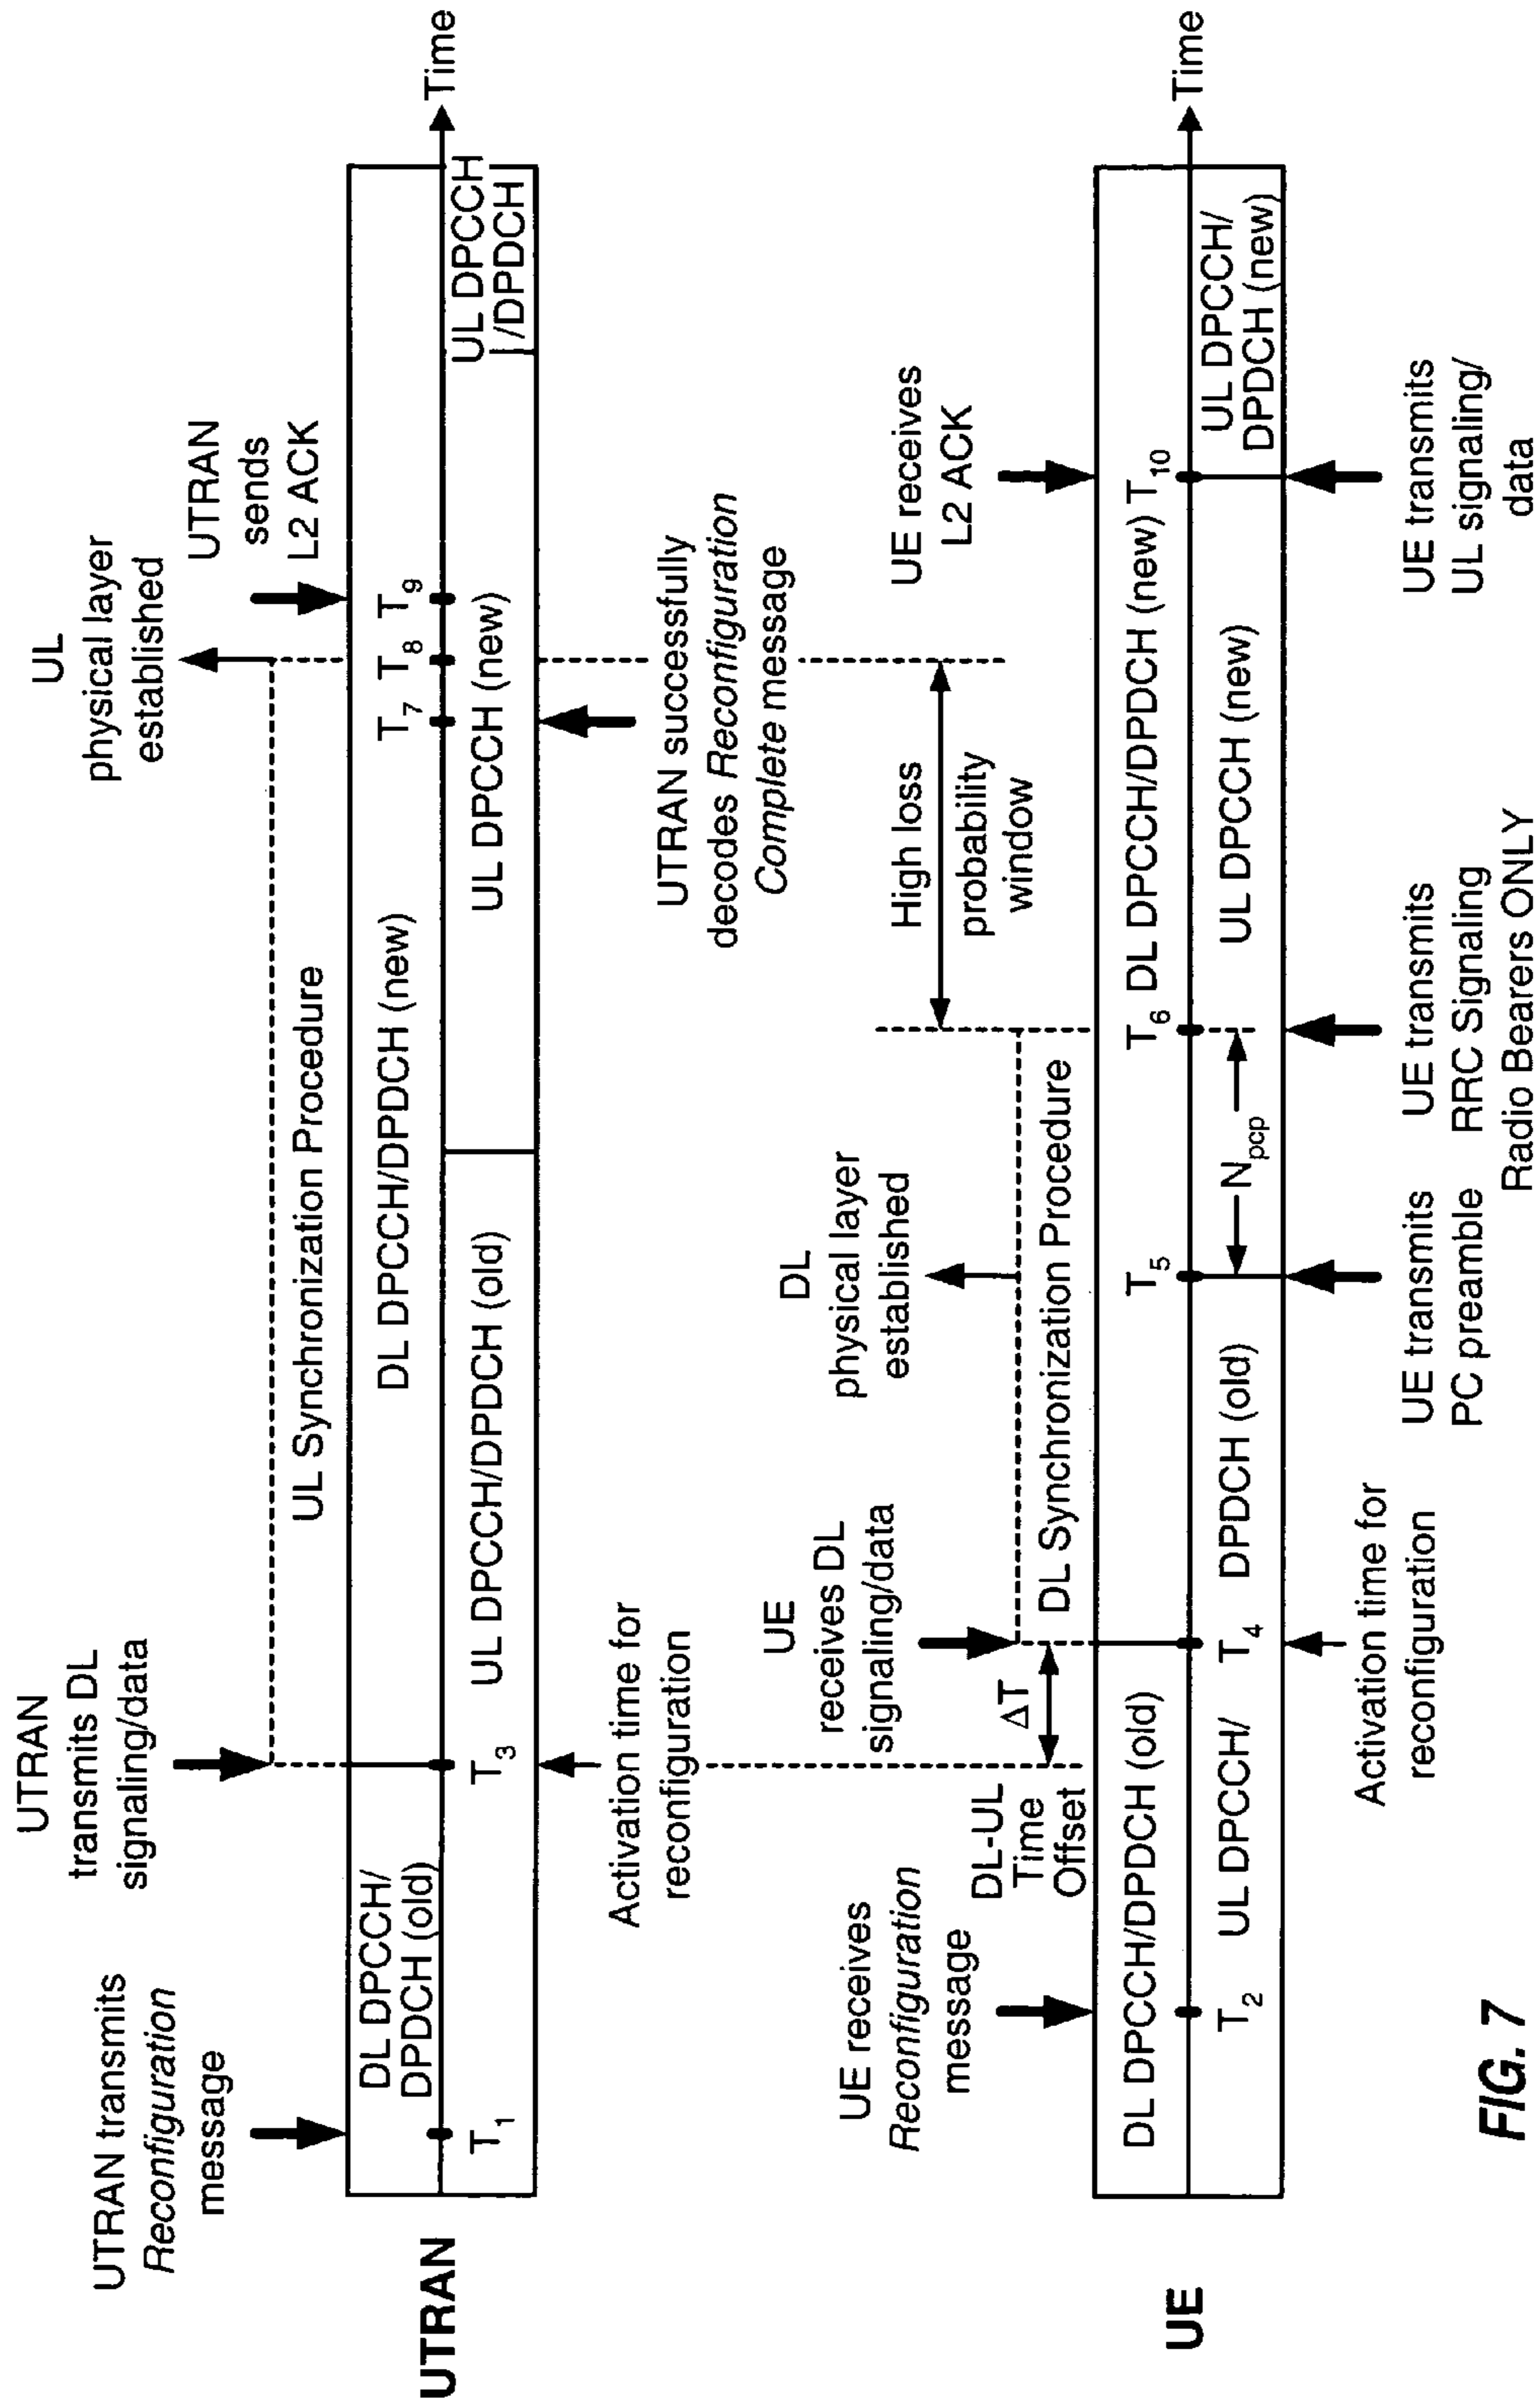 UTRAN transmits
Reconfiguration
message
UTRAN
transmits DL
signaling/data
UL Synchronization Procedure
UL
physical layer
established
UTRAN
sends
L2 ACK
UTRAN
DL DPCCH/
DPDCH (old)
DL DPCCH/DPDCH (new)
T1
T3
T7
T8
T9
Time
UL DPCCH/DPDCH (old)
UL DPCCH (new)
UL DPCCH
/DPDCH
Activation time for
reconfiguration
UTRAN successfully
decodes Reconfiguration
Complete message
UE receives
Reconfiguration
message
DL-UL
Time
Offset
ΔT
UE
receives DL
signaling/data
DL Synchronization Procedure
DL
physical layer
established
High loss
probability
window
UE receives
L2 ACK
UE
DL DPCCH/DPDCH (old)
T5
T6
DL DPCCH/DPDCH (new)
T10
Time
T2
UL DPCCH/
T4
DPDCH (old)
Npcp
UL DPCCH (new)
UL DPCCH/
DPDCH (new)
Activation time for
reconfiguration
UE transmits
PC preamble
UE transmits
RRC Signaling
Radio Bearers ONLY
UE transmits
UL signaling/
data
FIG. 7